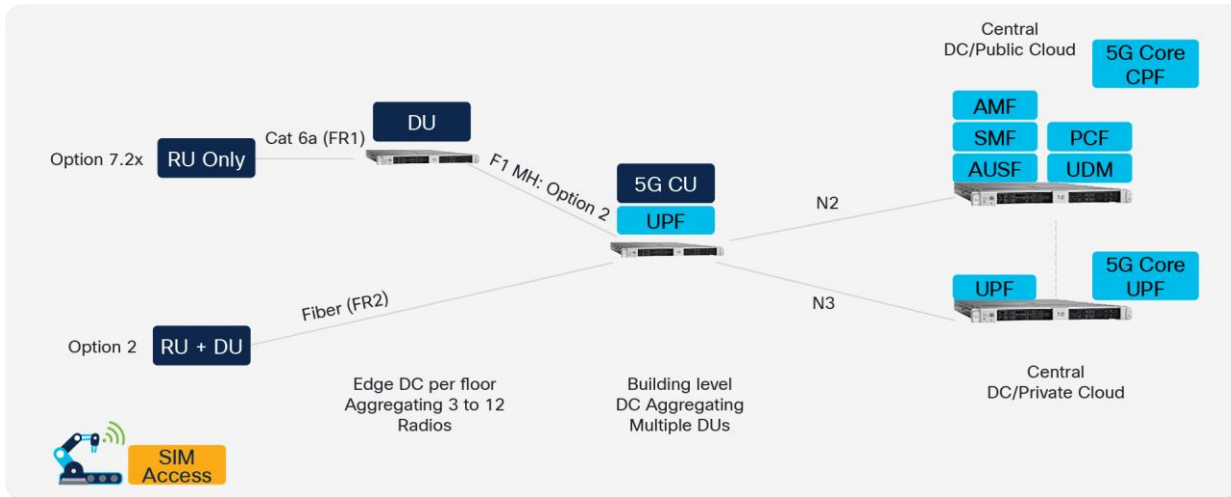 Central
DC/Public Cloud
5G Core
CPF
AMF
SMF
PCF
AUSF
UDM
DU
Cat 6a (FR1)
Option 7.2x
RU Only
F1 MH: Option 2
5G CU
UPF
N2
N3
5G Core
UPF
UPF
Fiber (FR2)
Option 2
RU + DU
Edge DC per floor
Aggregating 3 to 12
Radios
Building level
DC Aggregating
Multiple DUs
Central
DC/Private Cloud
SIM
Access